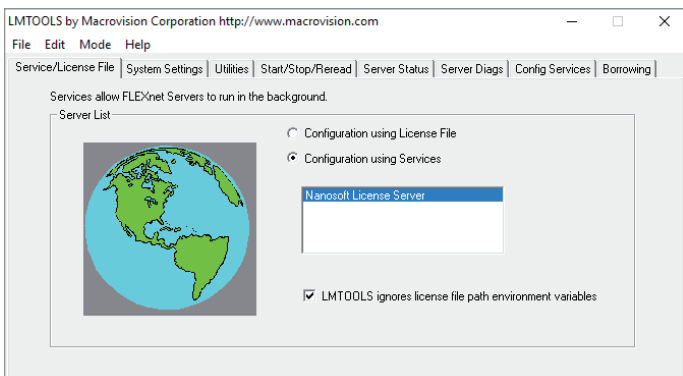 LMTOOLS by Macrovision Corporation http://www.macrovision.com
File Edit Mode Help
Service/License File System Settings Utilities Start/Stop/Reread Server Status Server Diags Config Services Borrowing
Services allow FLEXnet Servers to run in the background.
Server List
Configuration using License File
Configuration using Services
Nanosoft License Server
LMTOOLS ignores license file path environment variables